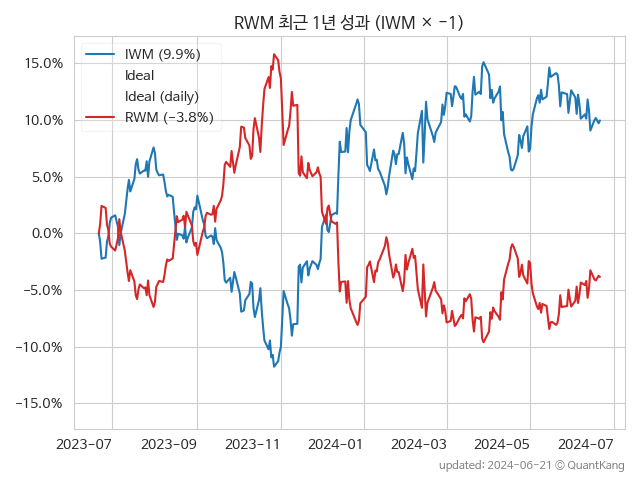 RWM 최근 1년 성과 (IWM × −1)
IWM (9.9%)
Ideal
Ideal (daily)
RWM (−3.8%)
15.0%
10.0%
5.0%
0.0%
−5.0%
−10.0%
−15.0%
2023−07 2023−09 2023−11 2024−01 2024−03 2024−05 2024−07
updated: 2024−06−21 © QuantKang